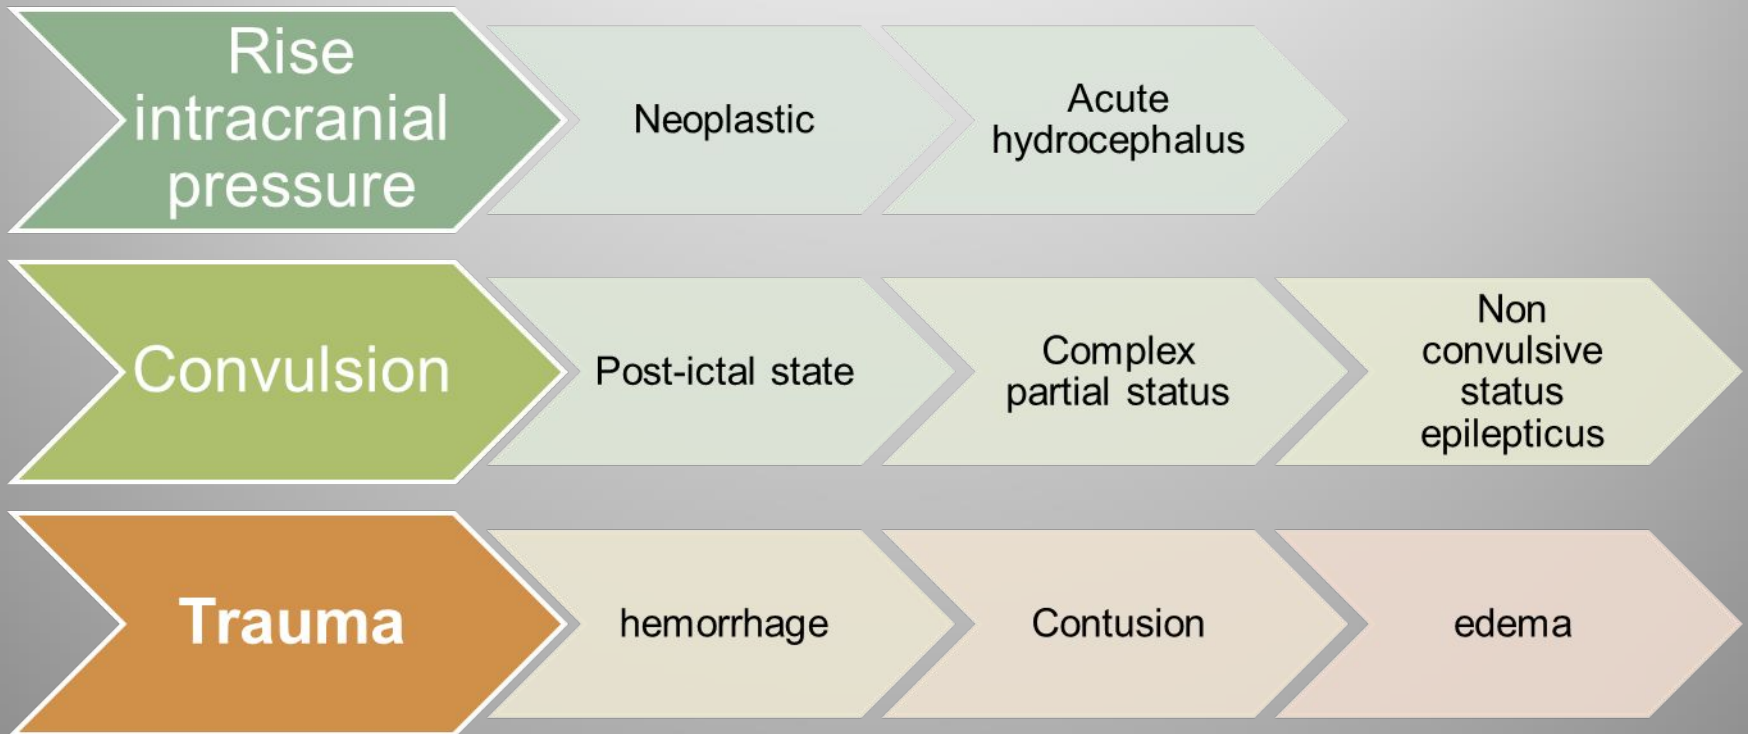 Rise
intracranial
pressure
Neoplastic
Acute
hydrocephalus
Convulsion
Post-ictal state
Complex
partial status
Non
convulsive
status
epilepticus
Trauma
hemorrhage
Contusion
edema